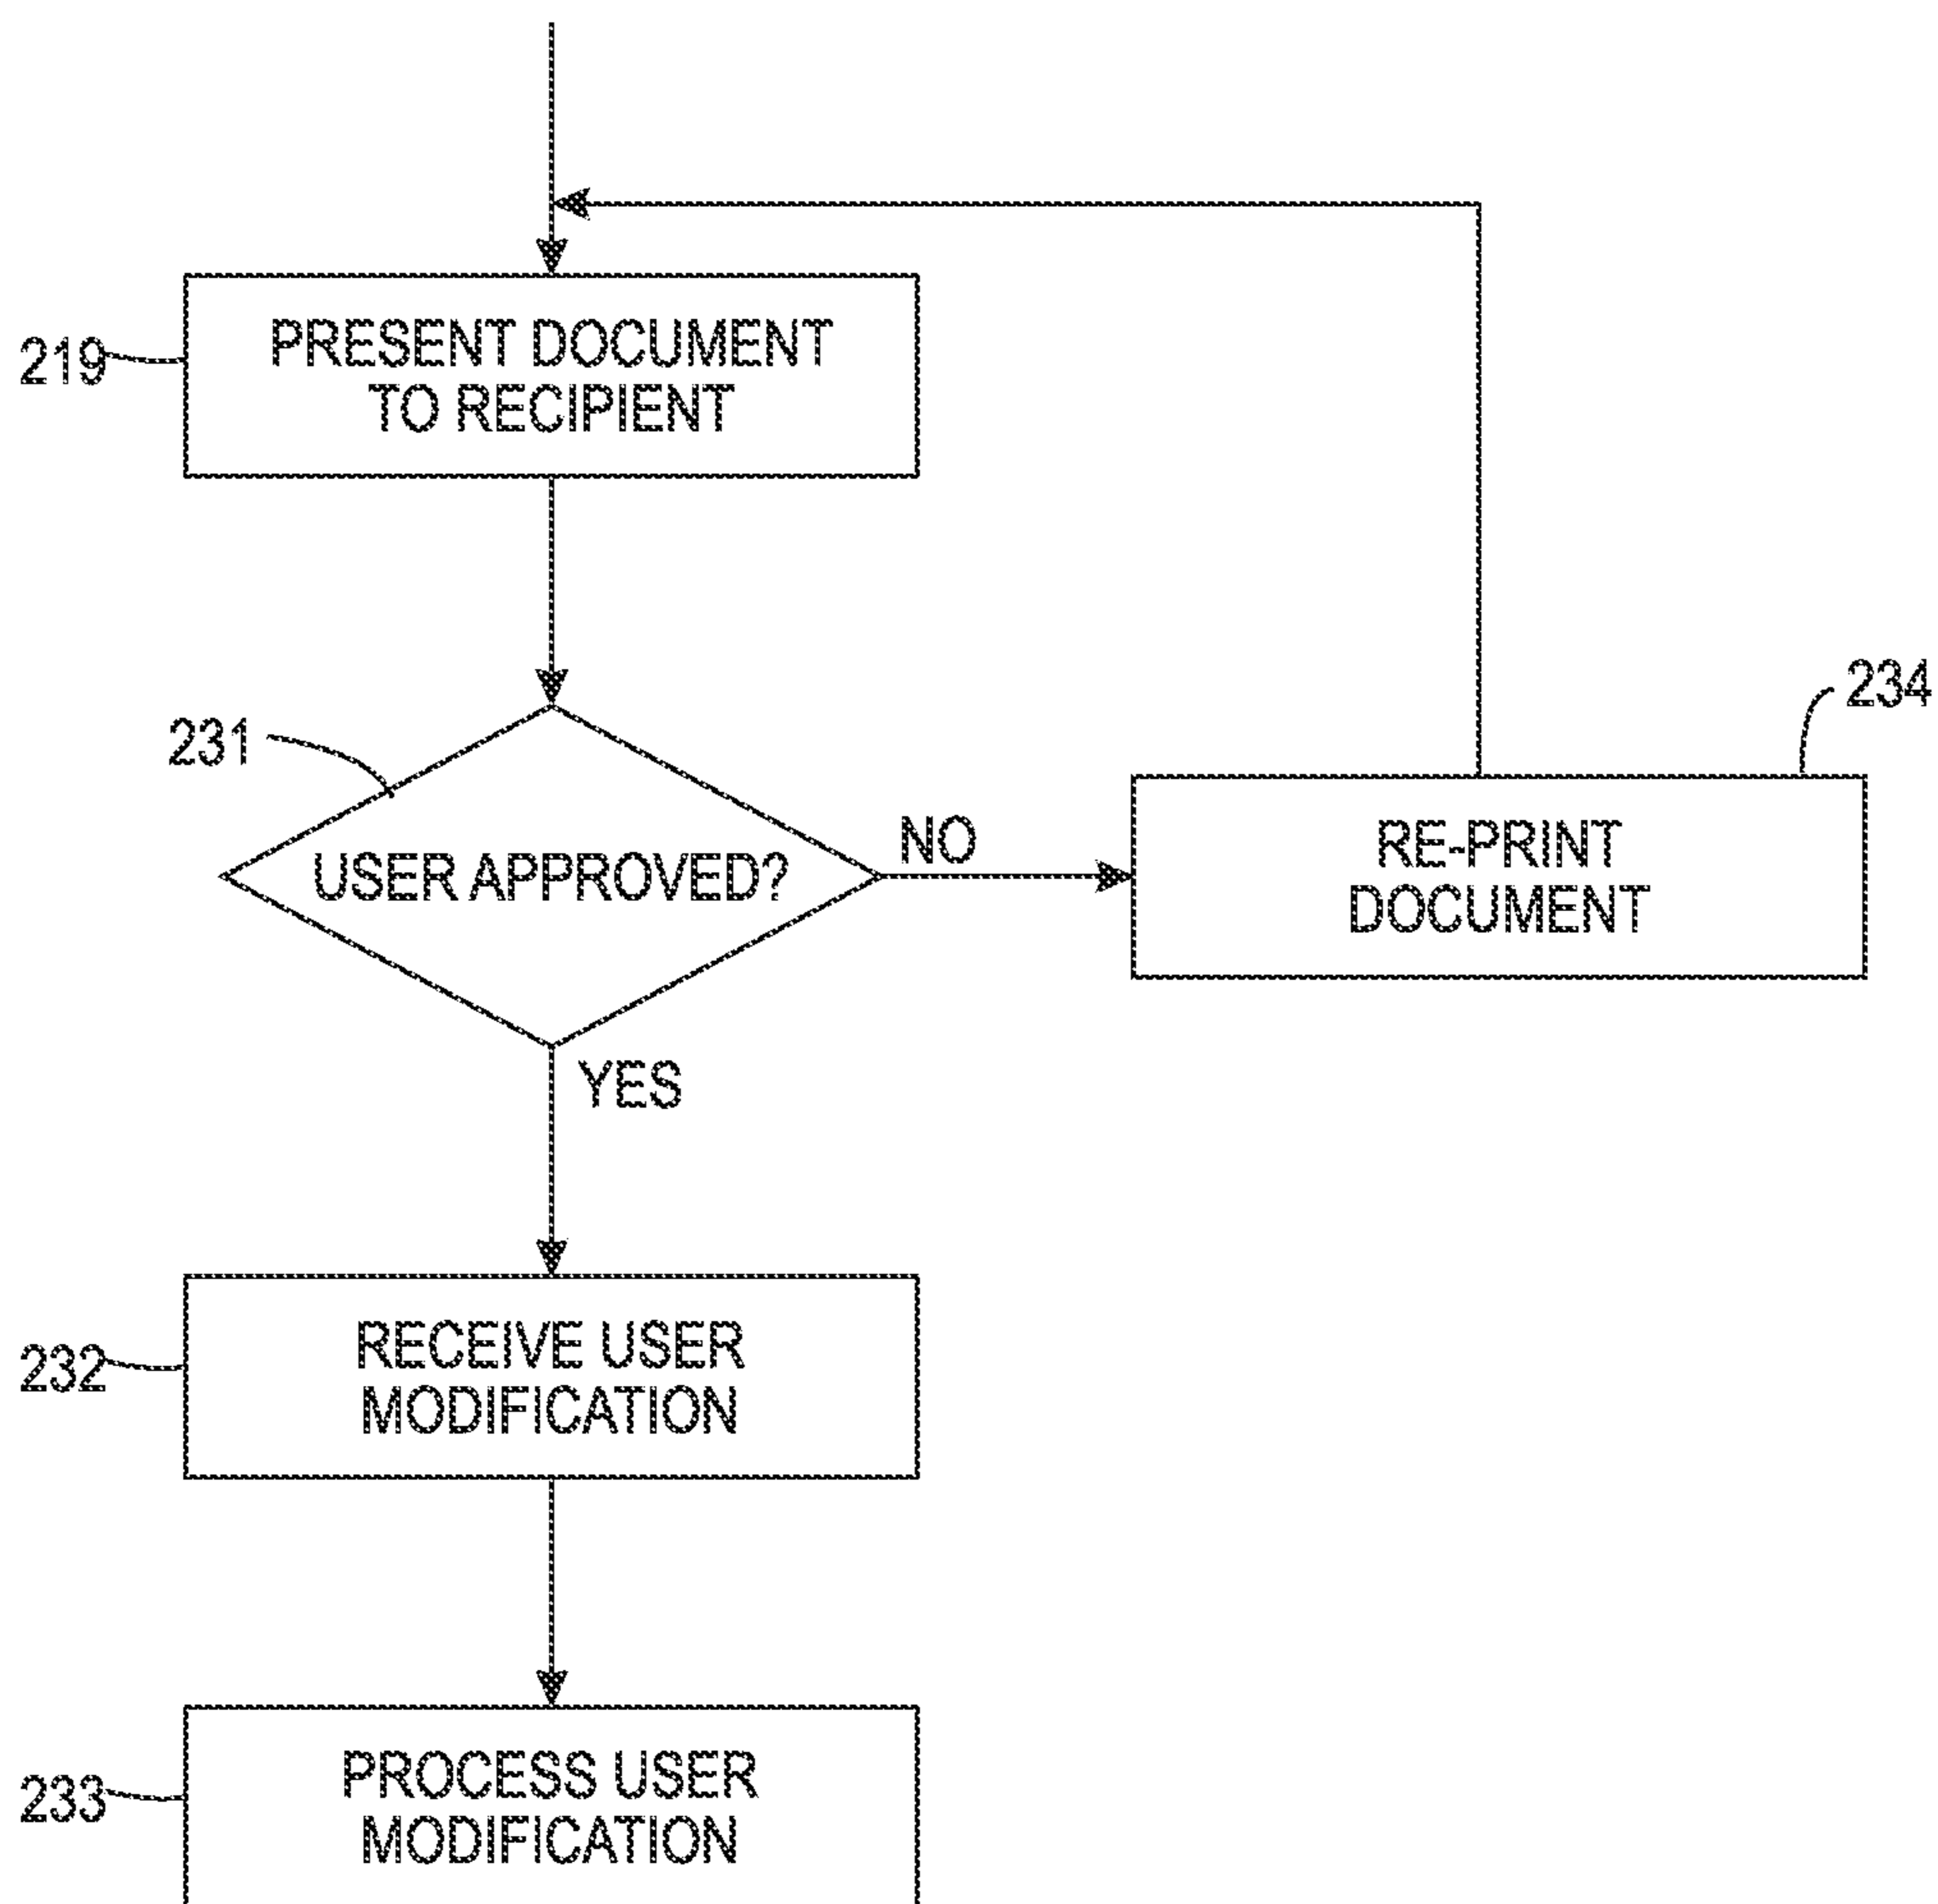 219
PRESENT DOCUMENT
TO RECIPIENT
231
USER APPROVED?
NO
234
RE-PRINT
DOCUMENT
YES
232
RECEIVE USER
MODIFICATION
233
PROCESS USER
MODIFICATION